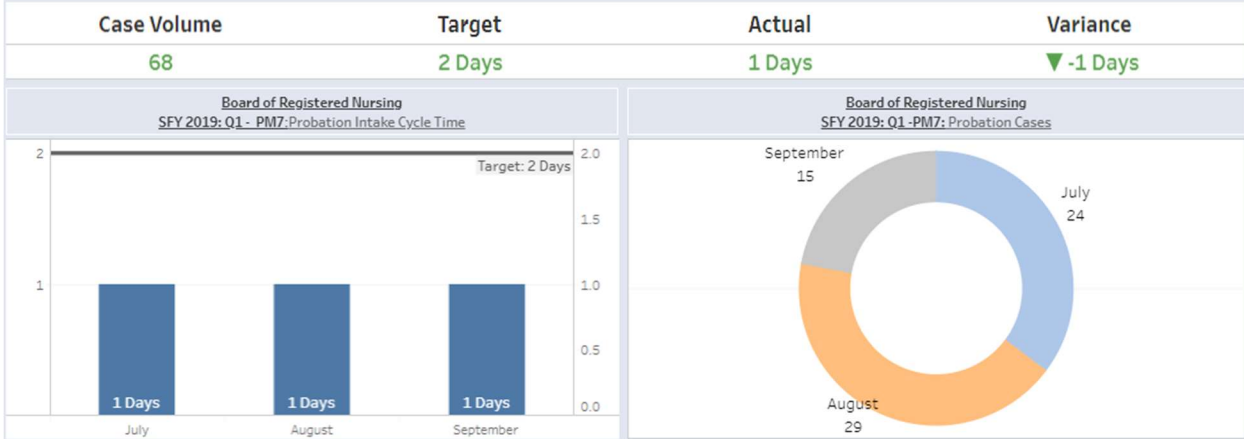 Case Volume Target Actual Variance
68 2 Days 1 Days ▼ -1 Days
Board of Registered Nursing
SFY 2019: Q1 - PM7:Probation Intake Cycle Time
Board of Registered Nursing
SFY 2019: Q1 -PM7: Probation Cases
2
1
Target: 2 Days
2.0
1.5
1.0
0.5
0.0
1 Days 1 Days 1 Days
July August September
September
15
July
24
August
29